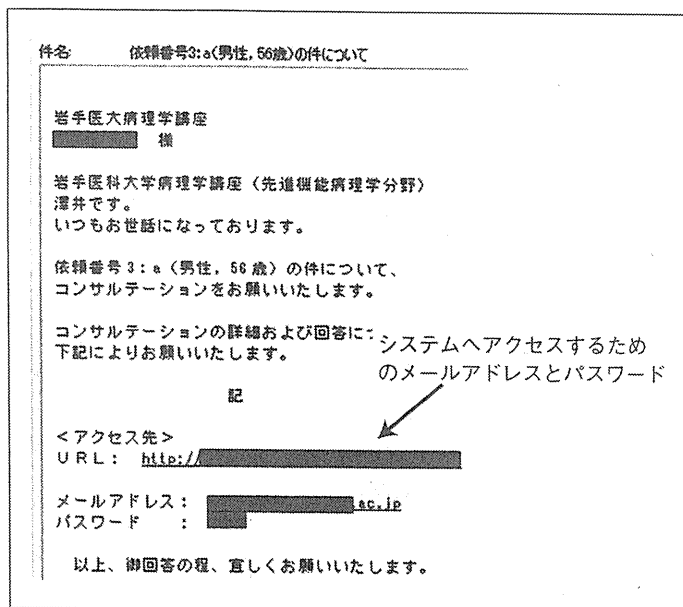 件名: 依頼番号3:a(男性,56歳)の件について
岩手医大病理学講座
様
岩手医科大学病理学講座(先進機能病理学分野)
澤井です。
いつもお世話になっております。
依頼番号3:a(男性,56歳)の件について、
コンサルテーションをお願いいたします。
コンサルテーションの詳細および回答に
下記によりお願いいたします。
システムへアクセスするため
のメールアドレスとパスワード
記
<アクセス先>
URL: http://
メールアドレス: ac.jp
パスワード :
以上、御回答の程、宜しくお願いいたします。